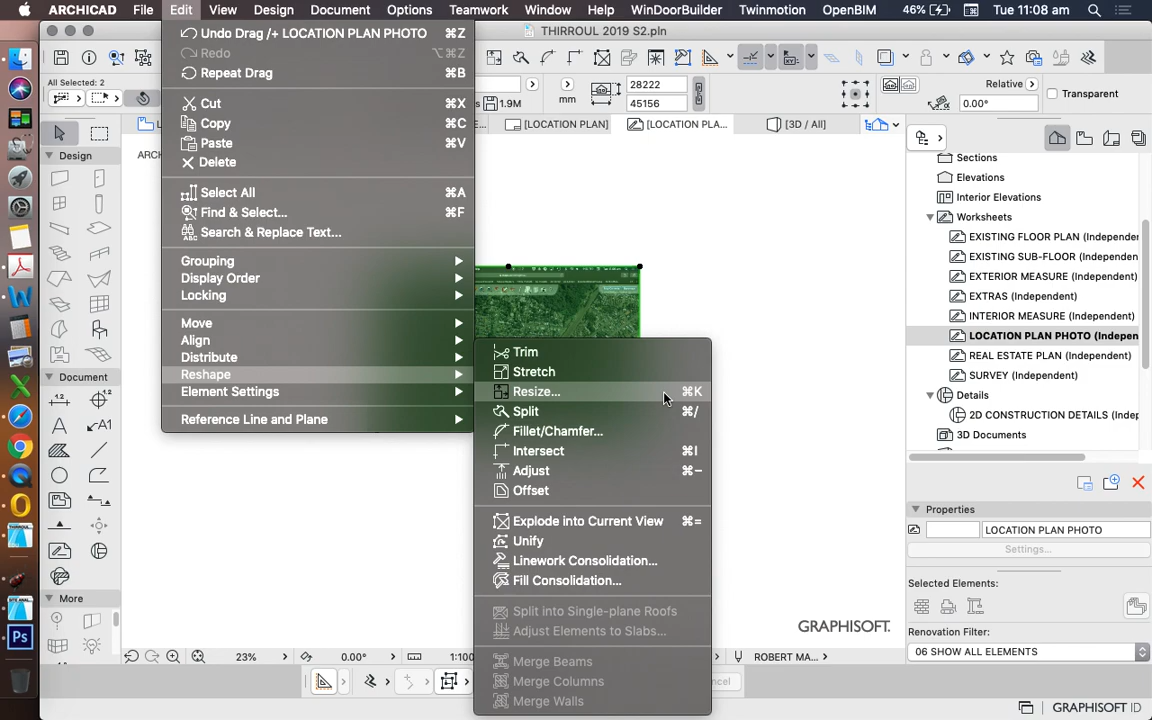 ARCHICAD File Edit View Design Document Options Teamwork Window Help WinDoorBuilder Twinmotion OpenBIM 46% Tue 11:08 am
THIRROUL 2019 S2.pln
Undo Drag /+ LOCATION PLAN PHOTO ⌘Z
Redo ⌥⌘Z
Repeat Drag ⌘B
Cut ⌘X
Copy ⌘C
Paste ⌘V
Delete
Select All ⌘A
Find & Select... ⌘F
Search & Replace Text...
Grouping
Display Order
Locking
Move
Align
Distribute
Reshape
Element Settings
Reference Line and Plane
Trim
Stretch
Resize... ⌘K
Split ⌘/
Fillet/Chamfer...
Intersect ⌘I
Adjust ⌘–
Offset
Explode into Current View ⌘=
Unify
Linework Consolidation...
Fill Consolidation...
Split into Single-plane Roofs
Adjust Elements to Slabs...
Merge Beams
Merge Columns
Merge Walls
All Selected: 2
1.9M
mm
28222
45156
Relative
0.00°
Transparent
[LOCATION PLAN]
[LOCATION PLA...
[3D / All]
ARCH
Design
Document
More
Sections
Elevations
Interior Elevations
Worksheets
EXISTING FLOOR PLAN (Independer
EXISTING SUB-FLOOR (Independen
EXTERIOR MEASURE (Independent)
EXTRAS (Independent)
INTERIOR MEASURE (Independent)
LOCATION PLAN PHOTO (Indepen
REAL ESTATE PLAN (Independent)
SURVEY (Independent)
Details
2D CONSTRUCTION DETAILS (Indep
3D Documents
Properties
LOCATION PLAN PHOTO
Settings...
Selected Elements:
Renovation Filter:
06 SHOW ALL ELEMENTS
GRAPHISOFT.
23% 0.00° 1:100
ROBERT MA...
ncel
GRAPHISOFT ID